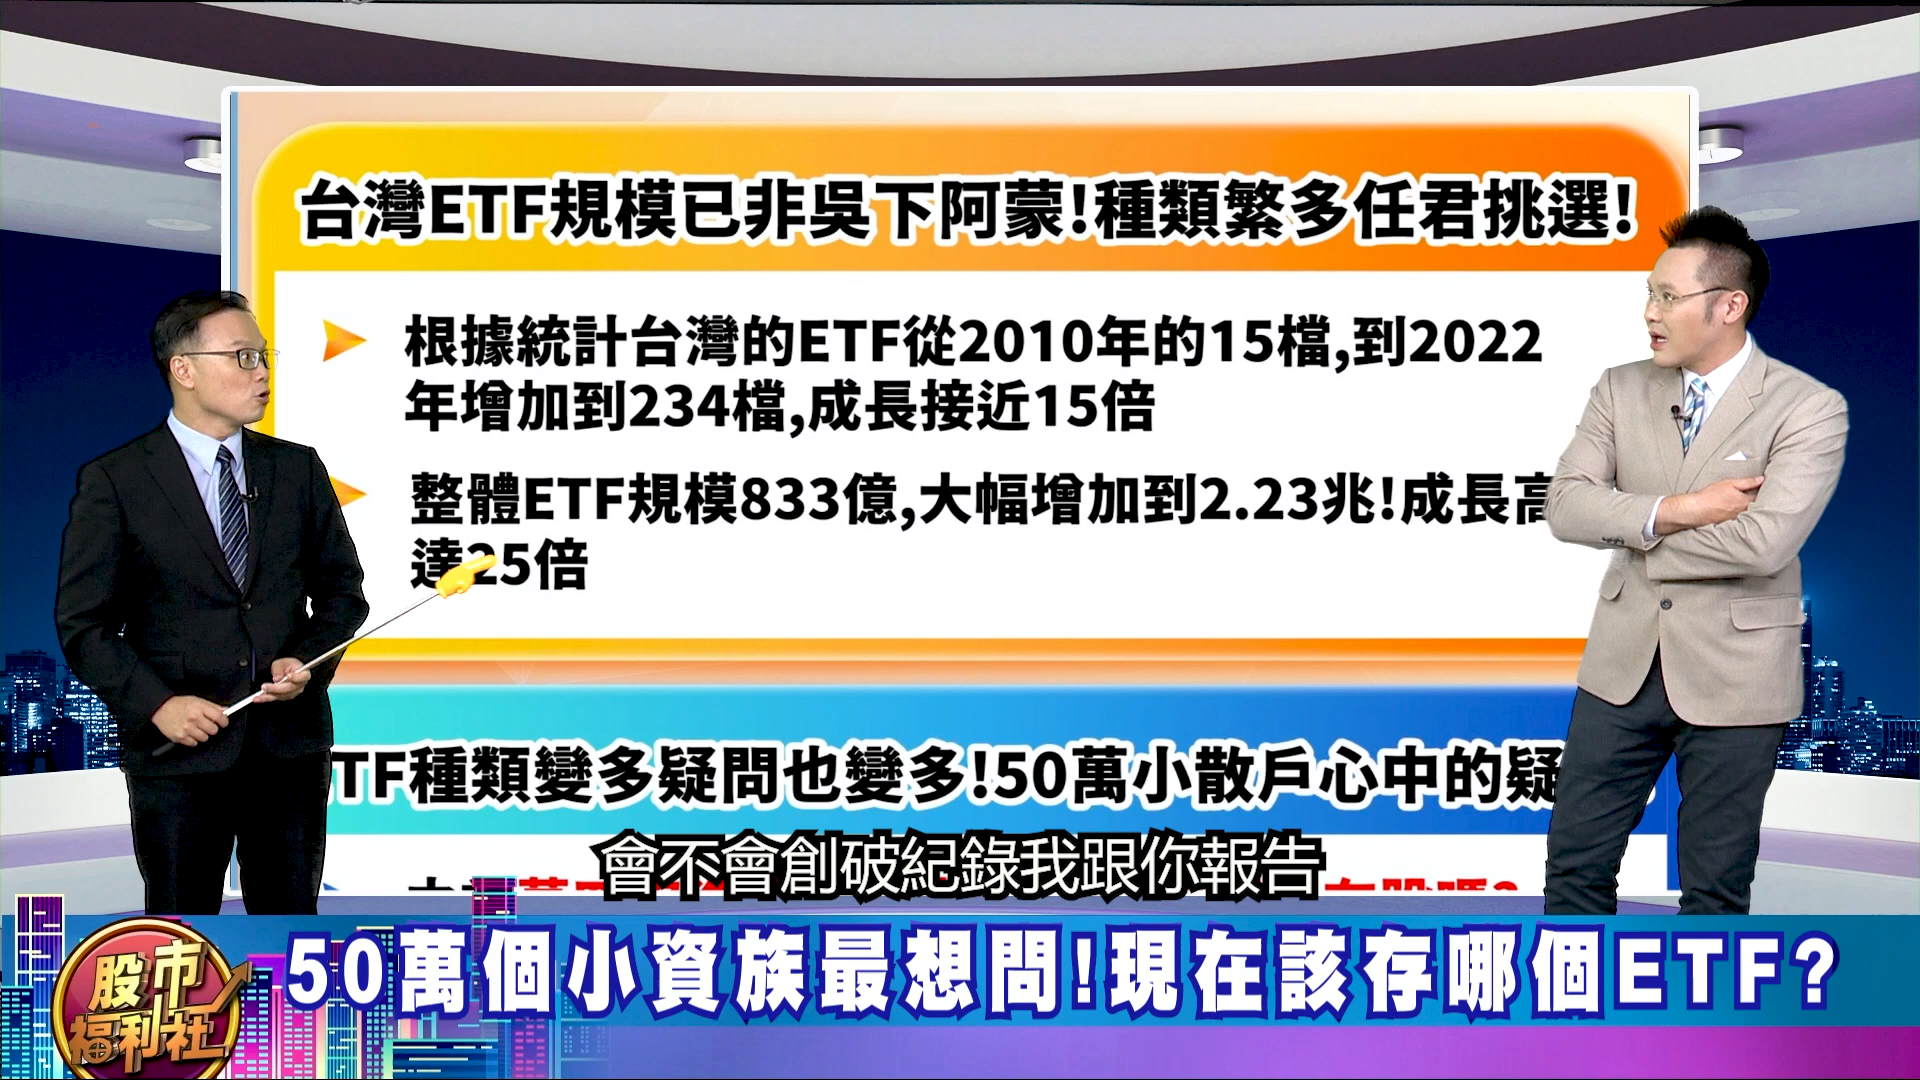 台灣ETF規模已非吳下阿蒙!種類繁多任君挑選!
根據統計台灣的ETF從2010年的15檔,到2022
年增加到234檔,成長接近15倍
整體ETF規模833億,大幅增加到2.23兆!成長高
達25倍
TF種類變多疑問也變多!50萬小散戶心中的疑
會不會創破紀錄我跟你報告
50萬個小資族最想問!現在該存哪個ETF?
股市
福利社